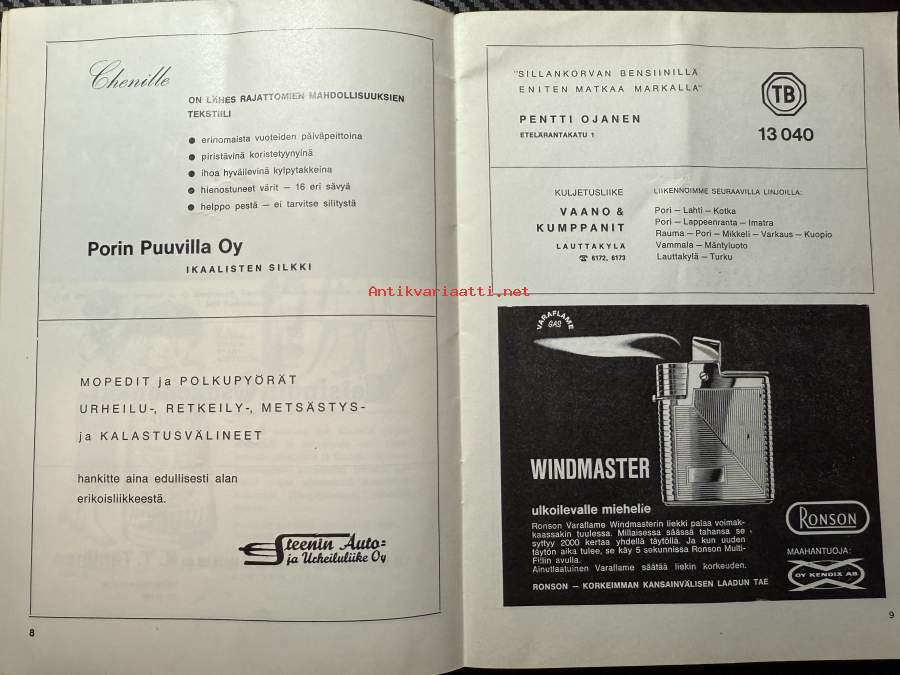 Chenille
ON LÄHES RAJATTOMIEN MAHDOLLISUUKSIEN
TEKSTIILI
● erinomaista vuoteiden päiväpeittoina
● piristävinä koristetyynyinä
● ihoa hyväilevinä kylpytakkeina
● hienostuneet värit — 16 eri sävyä
● helppo pestä — ei tarvitse silitystä
Porin Puuvilla Oy
IKAALISTEN SILKKI
MOPEDIT ja POLKUPYÖRÄT
URHEILU-, RETKEILY-, METSÄSTYS-
ja KALASTUSVÄLINEET
hankitte aina edullisesti alan
erikoisliikkeestä.
Steenin Auto=
ja Urheiluliike Oy
8
"SILLANKORVAN BENSIINILLÄ
ENITEN MATKAA MARKALLA"
PENTTI OJANEN
ETELÄRANTAKATU 1
TB
13 040
KULJETUSLIIKE
VAANO &
KUMPPANIT
LAUTTAKYLÄ
☎ 6172, 6173
LIIKENNOIMME SEURAAVILLA LINJOILLA:
Pori — Lahti — Kotka
Pori — Lappeenranta — Imatra
Rauma — Pori — Mikkeli — Varkaus — Kuopio
Vammala — Mäntyluoto
Lauttakylä — Turku
Antikvariaatti.net
VARAFLAME
GAS
WINDMASTER
ulkoilevalle miehelle
Ronson Varaflame Windmasterin liekki palaa voimak-
kaassakin tuulessa. Millaisessa säässä tahansa se
syttyy 2000 kertaa yhdellä täytöllä. Ja kun uuden
täytön aika tulee, se käy 5 sekunnissa Ronson Multi-
Fillin avulla.
Ainutlaatuinen Varaflame säätää liekin korkeuden.
RONSON — KORKEIMMAN KANSAINVÄLISEN LAADUN TAE
RONSON
MAAHANTUOJA:
OY KENDIX AB
9